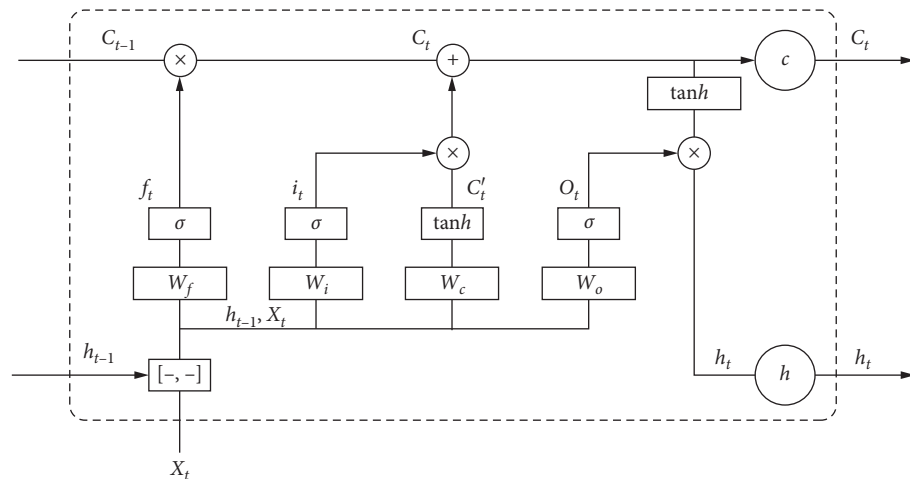 C_{t–1} C_t C_t
× + c
tanh
× ×
f_t i_t C′_t O_t
σ σ tanh σ
W_f W_i W_c W_o
h_{t–1}, X_t
h_{t–1} h_t h_t
[–, –] h
X_t